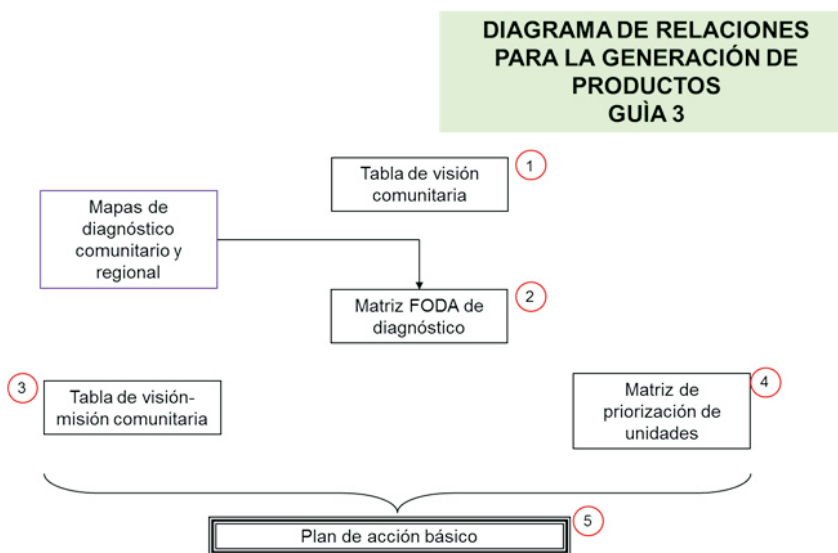 DIAGRAMA DE RELACIONES
PARA LA GENERACIÓN DE
PRODUCTOS
GUÌA 3
1
Tabla de visión
comunitaria
Mapas de
diagnóstico
comunitario y
regional
2
Matriz FODA de
diagnóstico
3
Tabla de visión-
misión comunitaria
4
Matriz de
priorización de
unidades
5
Plan de acción básico